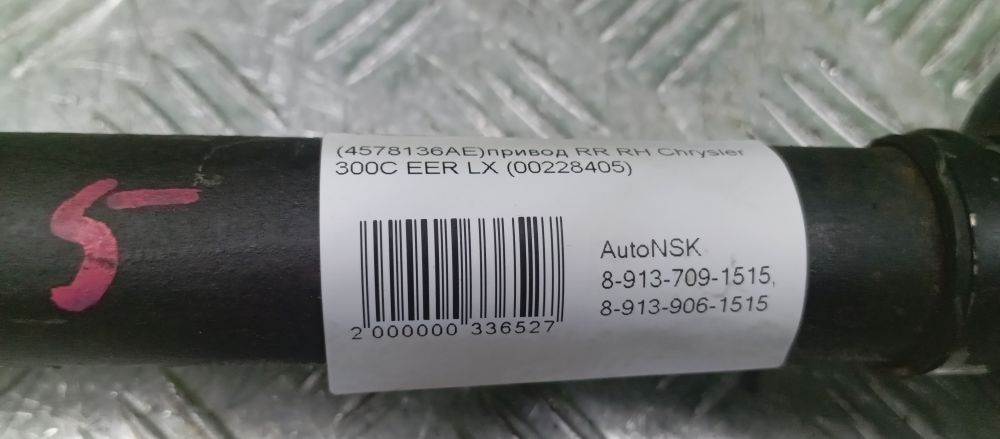 (4578136AE)привод RR RH Chrysler
300C EER LX (00228405)
AutoNSK
8-913-709-1515,
8-913-906-1515
2 000000 336527
5